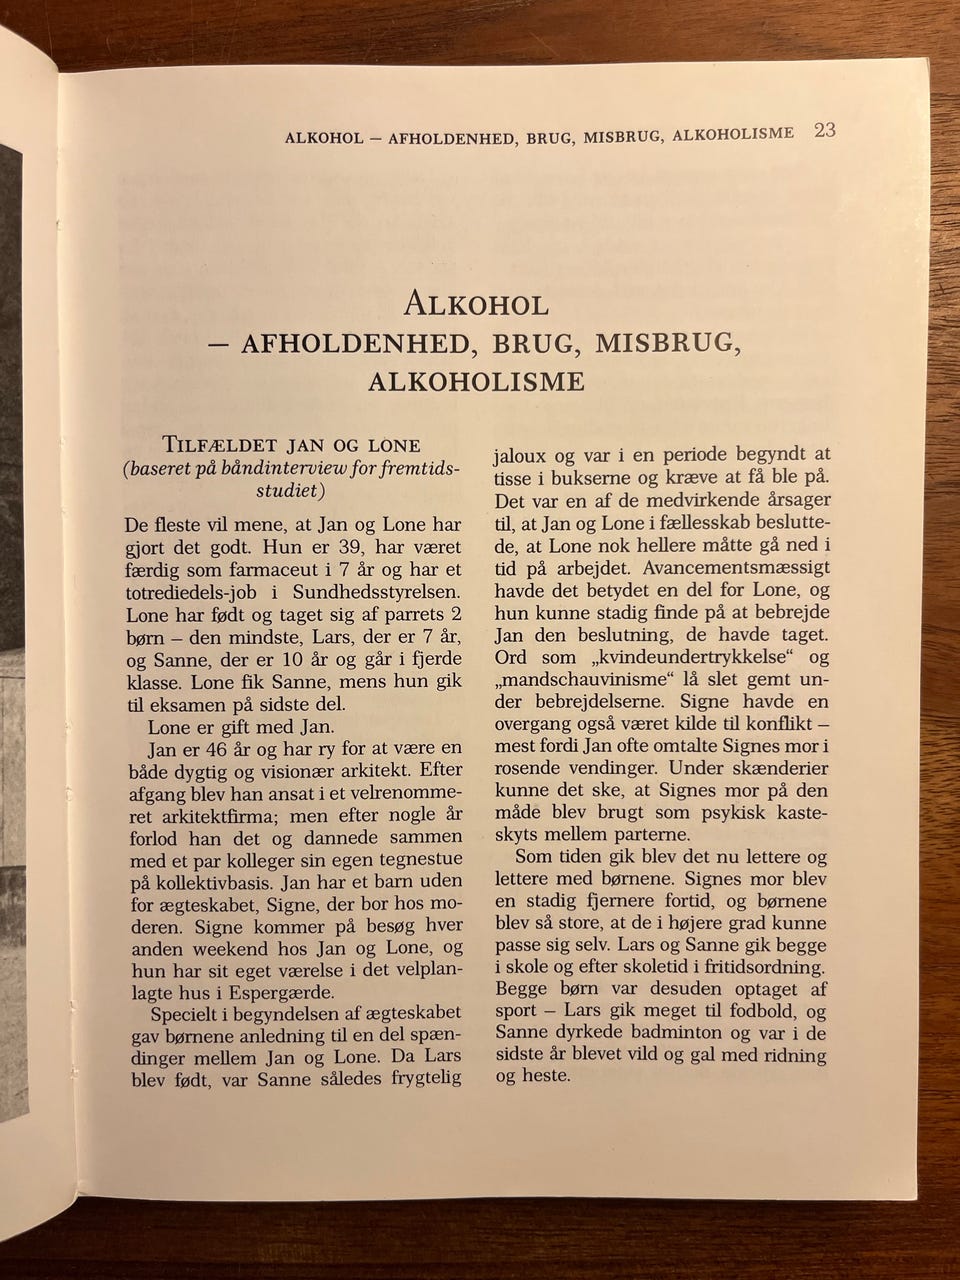 ALKOHOL – AFHOLDENHED, BRUG, MISBRUG, ALKOHOLISME 23
ALKOHOL
– AFHOLDENHED, BRUG, MISBRUG,
ALKOHOLISME
TILFÆLDET JAN OG LONE
(baseret på båndinterview for fremtids-
studiet)
De fleste vil mene, at Jan og Lone har
gjort det godt. Hun er 39, har været
færdig som farmaceut i 7 år og har et
totrediedels-job i Sundhedsstyrelsen.
Lone har født og taget sig af parrets 2
børn – den mindste, Lars, der er 7 år,
og Sanne, der er 10 år og går i fjerde
klasse. Lone fik Sanne, mens hun gik
til eksamen på sidste del.
Lone er gift med Jan.
Jan er 46 år og har ry for at være en
både dygtig og visionær arkitekt. Efter
afgang blev han ansat i et velrenomme-
ret arkitektfirma; men efter nogle år
forlod han det og dannede sammen
med et par kolleger sin egen tegnestue
på kollektivbasis. Jan har et barn uden
for ægteskabet, Signe, der bor hos mo-
deren. Signe kommer på besøg hver
anden weekend hos Jan og Lone, og
hun har sit eget værelse i det velplan-
lagte hus i Espergærde.
Specielt i begyndelsen af ægteskabet
gav børnene anledning til en del spæn-
dinger mellem Jan og Lone. Da Lars
blev født, var Sanne således frygtelig
jaloux og var i en periode begyndt at
tisse i bukserne og kræve at få ble på.
Det var en af de medvirkende årsager
til, at Jan og Lone i fællesskab beslutte-
de, at Lone nok hellere måtte gå ned i
tid på arbejdet. Avancementsmæssigt
havde det betydet en del for Lone, og
hun kunne stadig finde på at bebrejde
Jan den beslutning, de havde taget.
Ord som „kvindeundertrykkelse“ og
„mandschauvinisme“ lå slet gemt un-
der bebrejdelserne. Signe havde en
overgang også været kilde til konflikt –
mest fordi Jan ofte omtalte Signes mor i
rosende vendinger. Under skænderier
kunne det ske, at Signes mor på den
måde blev brugt som psykisk kaste-
skyts mellem parterne.
Som tiden gik blev det nu lettere og
lettere med børnene. Signes mor blev
en stadig fjernere fortid, og børnene
blev så store, at de i højere grad kunne
passe sig selv. Lars og Sanne gik begge
i skole og efter skoletid i fritidsordning.
Begge børn var desuden optaget af
sport – Lars gik meget til fodbold, og
Sanne dyrkede badminton og var i de
sidste år blevet vild og gal med ridning
og heste.